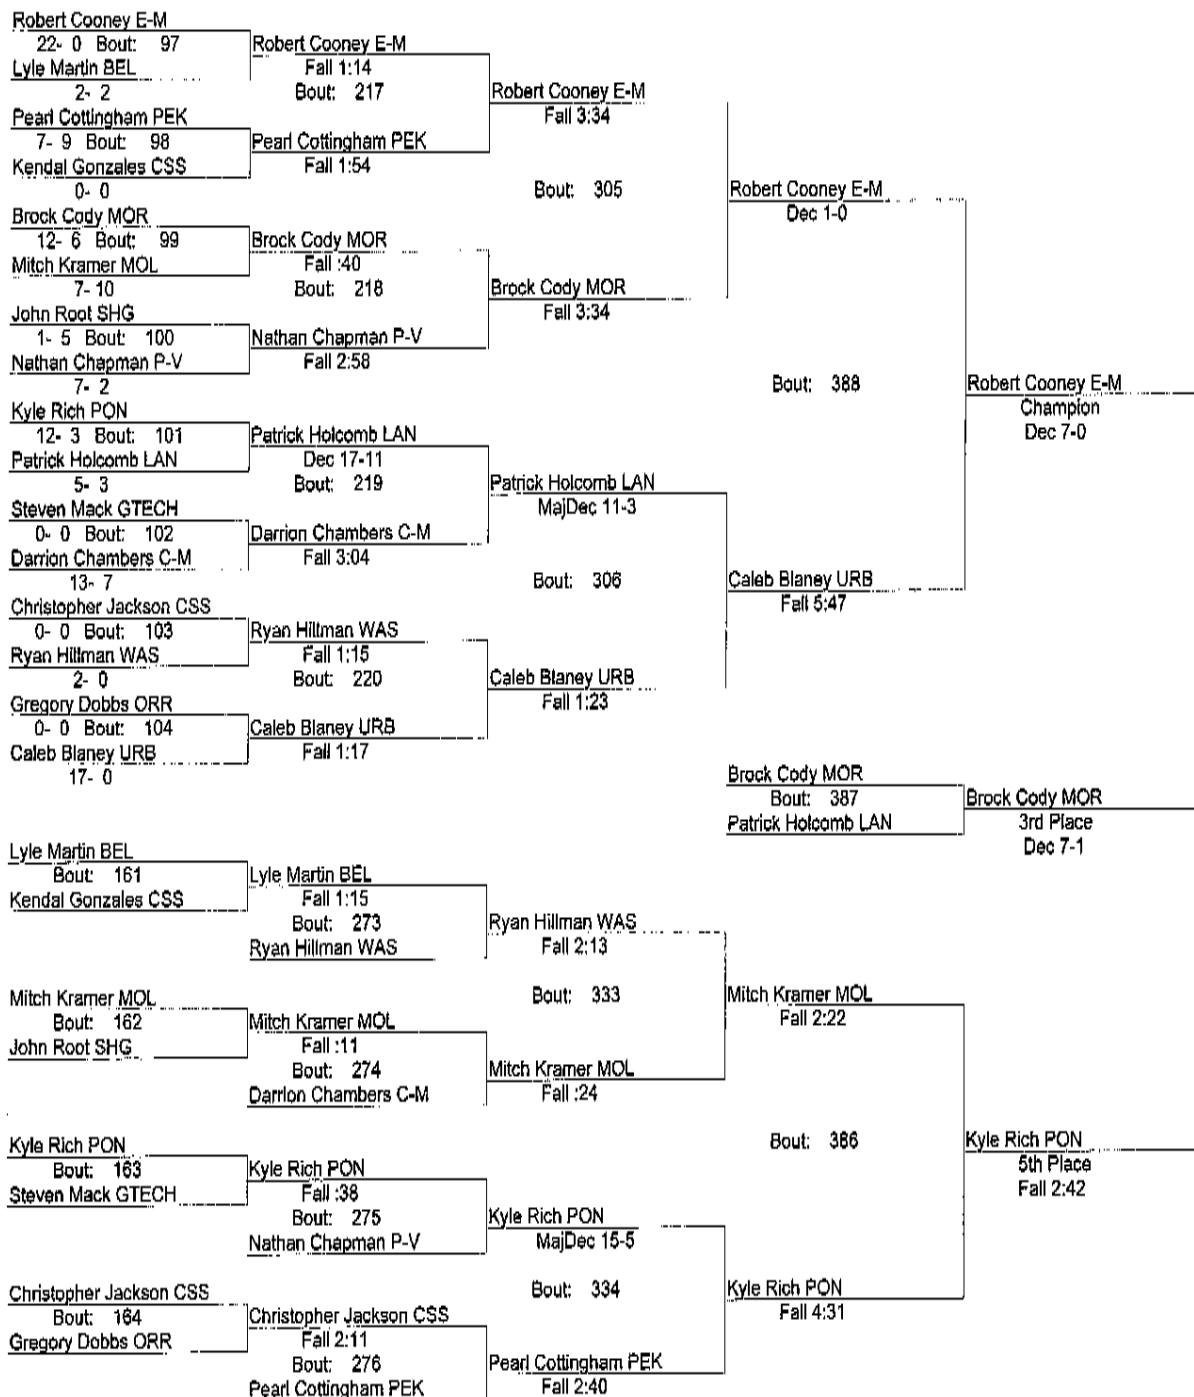 Robert Cooney E-M
22- 0 Bout: 97
Lyle Martin BEL
2- 2
Pearl Cottingham PEK
7- 9 Bout: 98
Kendal Gonzales CSS
0- 0
Brock Cody MOR
12- 6 Bout: 99
Mitch Kramer MOL
7- 10
John Root SHG
1- 5 Bout: 100
Nathan Chapman P-V
7- 2
Kyle Rich PON
12- 3 Bout: 101
Patrick Holcomb LAN
5- 3
Steven Mack GTECH
0- 0 Bout: 102
Darrion Chambers C-M
13- 7
Christopher Jackson CSS
0- 0 Bout: 103
Ryan Hillman WAS
2- 0
Gregory Dobbs ORR
0- 0 Bout: 104
Caleb Blaney URB
17- 0
Robert Cooney E-M
Fall 1:14
Bout: 217
Pearl Cottingham PEK
Fall 1:54
Brock Cody MOR
Fall :40
Bout: 218
Nathan Chapman P-V
Fall 2:58
Patrick Holcomb LAN
Dec 17-11
Bout: 219
Darrion Chambers C-M
Fall 3:04
Ryan Hillman WAS
Fall 1:15
Bout: 220
Caleb Blaney URB
Fall 1:17
Robert Cooney E-M
Fall 3:34
Bout: 305
Brock Cody MOR
Fall 3:34
Patrick Holcomb LAN
MajDec 11-3
Bout: 306
Caleb Blaney URB
Fall 1:23
Robert Cooney E-M
Dec 1-0
Bout: 388
Caleb Blaney URB
Fall 5:47
Robert Cooney E-M
Champion
Dec 7-0
Brock Cody MOR
Bout: 387
Patrick Holcomb LAN
Brock Cody MOR
3rd Place
Dec 7-1
Lyle Martin BEL
Bout: 161
Kendal Gonzales CSS
Mitch Kramer MOL
Bout: 162
John Root SHG
Kyle Rich PON
Bout: 163
Steven Mack GTECH
Christopher Jackson CSS
Bout: 164
Gregory Dobbs ORR
Lyle Martin BEL
Fall 1:15
Bout: 273
Ryan Hillman WAS
Mitch Kramer MOL
Fall :11
Bout: 274
Darrion Chambers C-M
Kyle Rich PON
Fall :38
Bout: 275
Nathan Chapman P-V
Christopher Jackson CSS
Fall 2:11
Bout: 276
Pearl Cottingham PEK
Ryan Hillman WAS
Fall 2:13
Bout: 333
Mitch Kramer MOL
Fall :24
Kyle Rich PON
MajDec 15-5
Bout: 334
Pearl Cottingham PEK
Fall 2:40
Mitch Kramer MOL
Fall 2:22
Bout: 386
Kyle Rich PON
Fall 4:31
Kyle Rich PON
5th Place
Fall 2:42